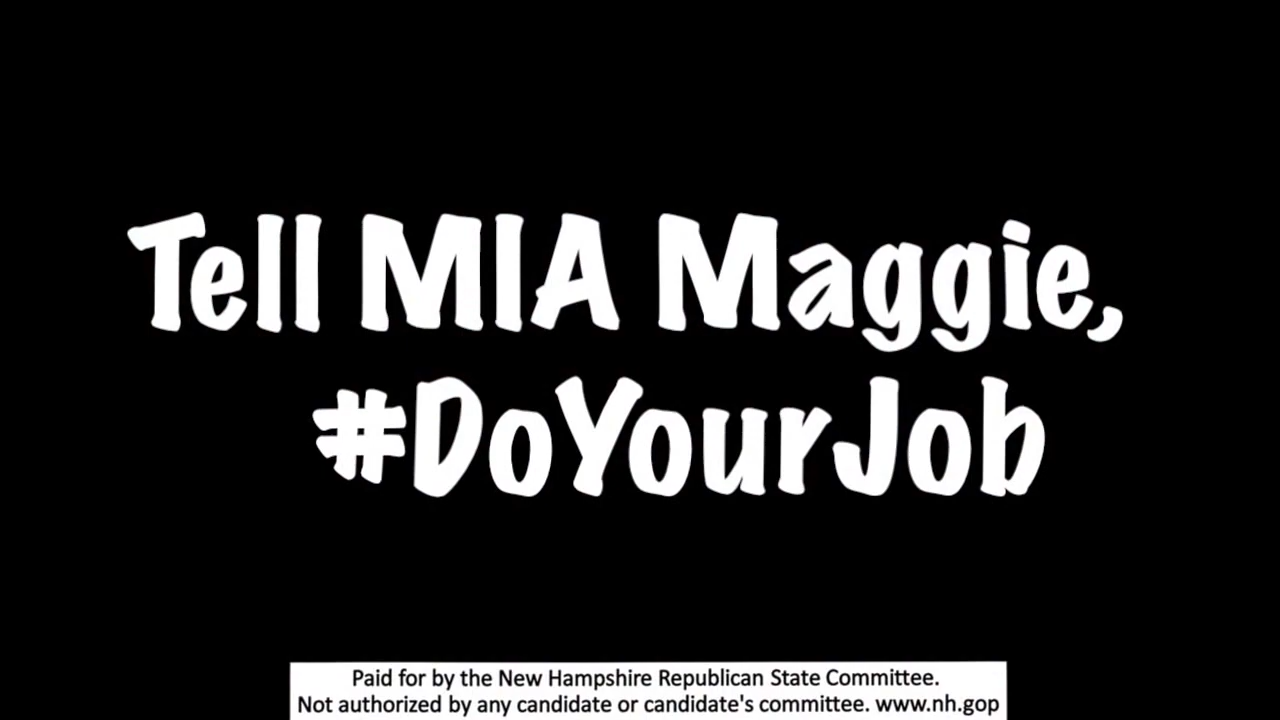 Tell MIA Maggie,
#DoYourJob
Paid for by the New Hampshire Republican State Committee.
Not authorized by any candidate or candidate's committee. www.nh.gop